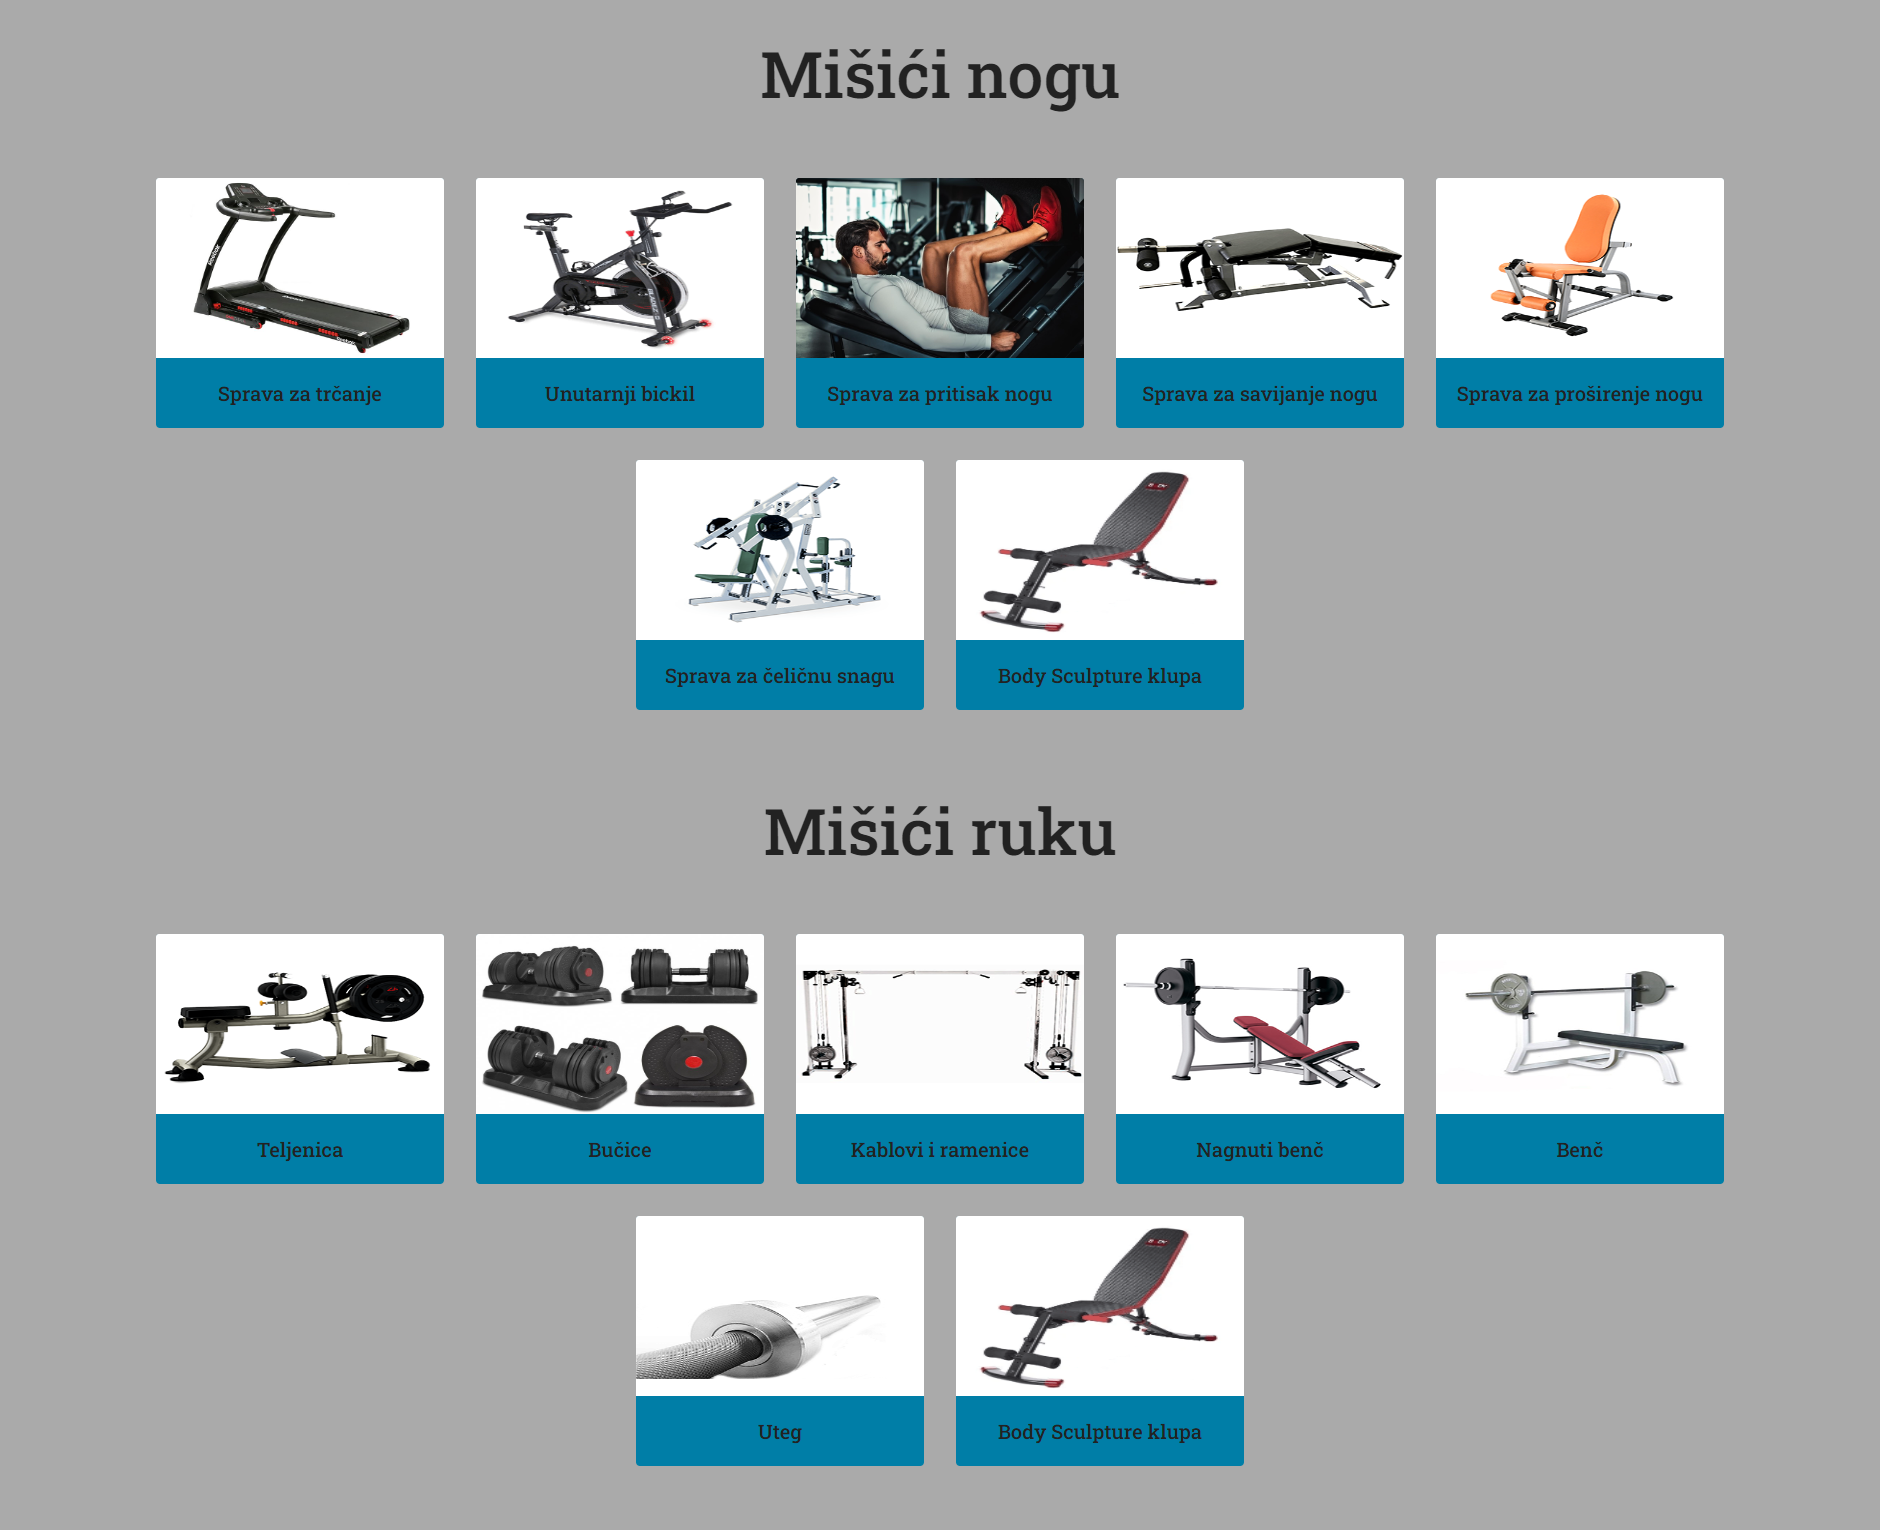 Mišići nogu
Sprava za trčanje
Unutarnji bickil
Sprava za pritisak nogu
Sprava za savijanje nogu
Sprava za proširenje nogu
Sprava za čeličnu snagu
Body Sculpture klupa
Mišići ruku
Teljenica
Bučice
Kablovi i ramenice
Nagnuti benč
Benč
Uteg
Body Sculpture klupa